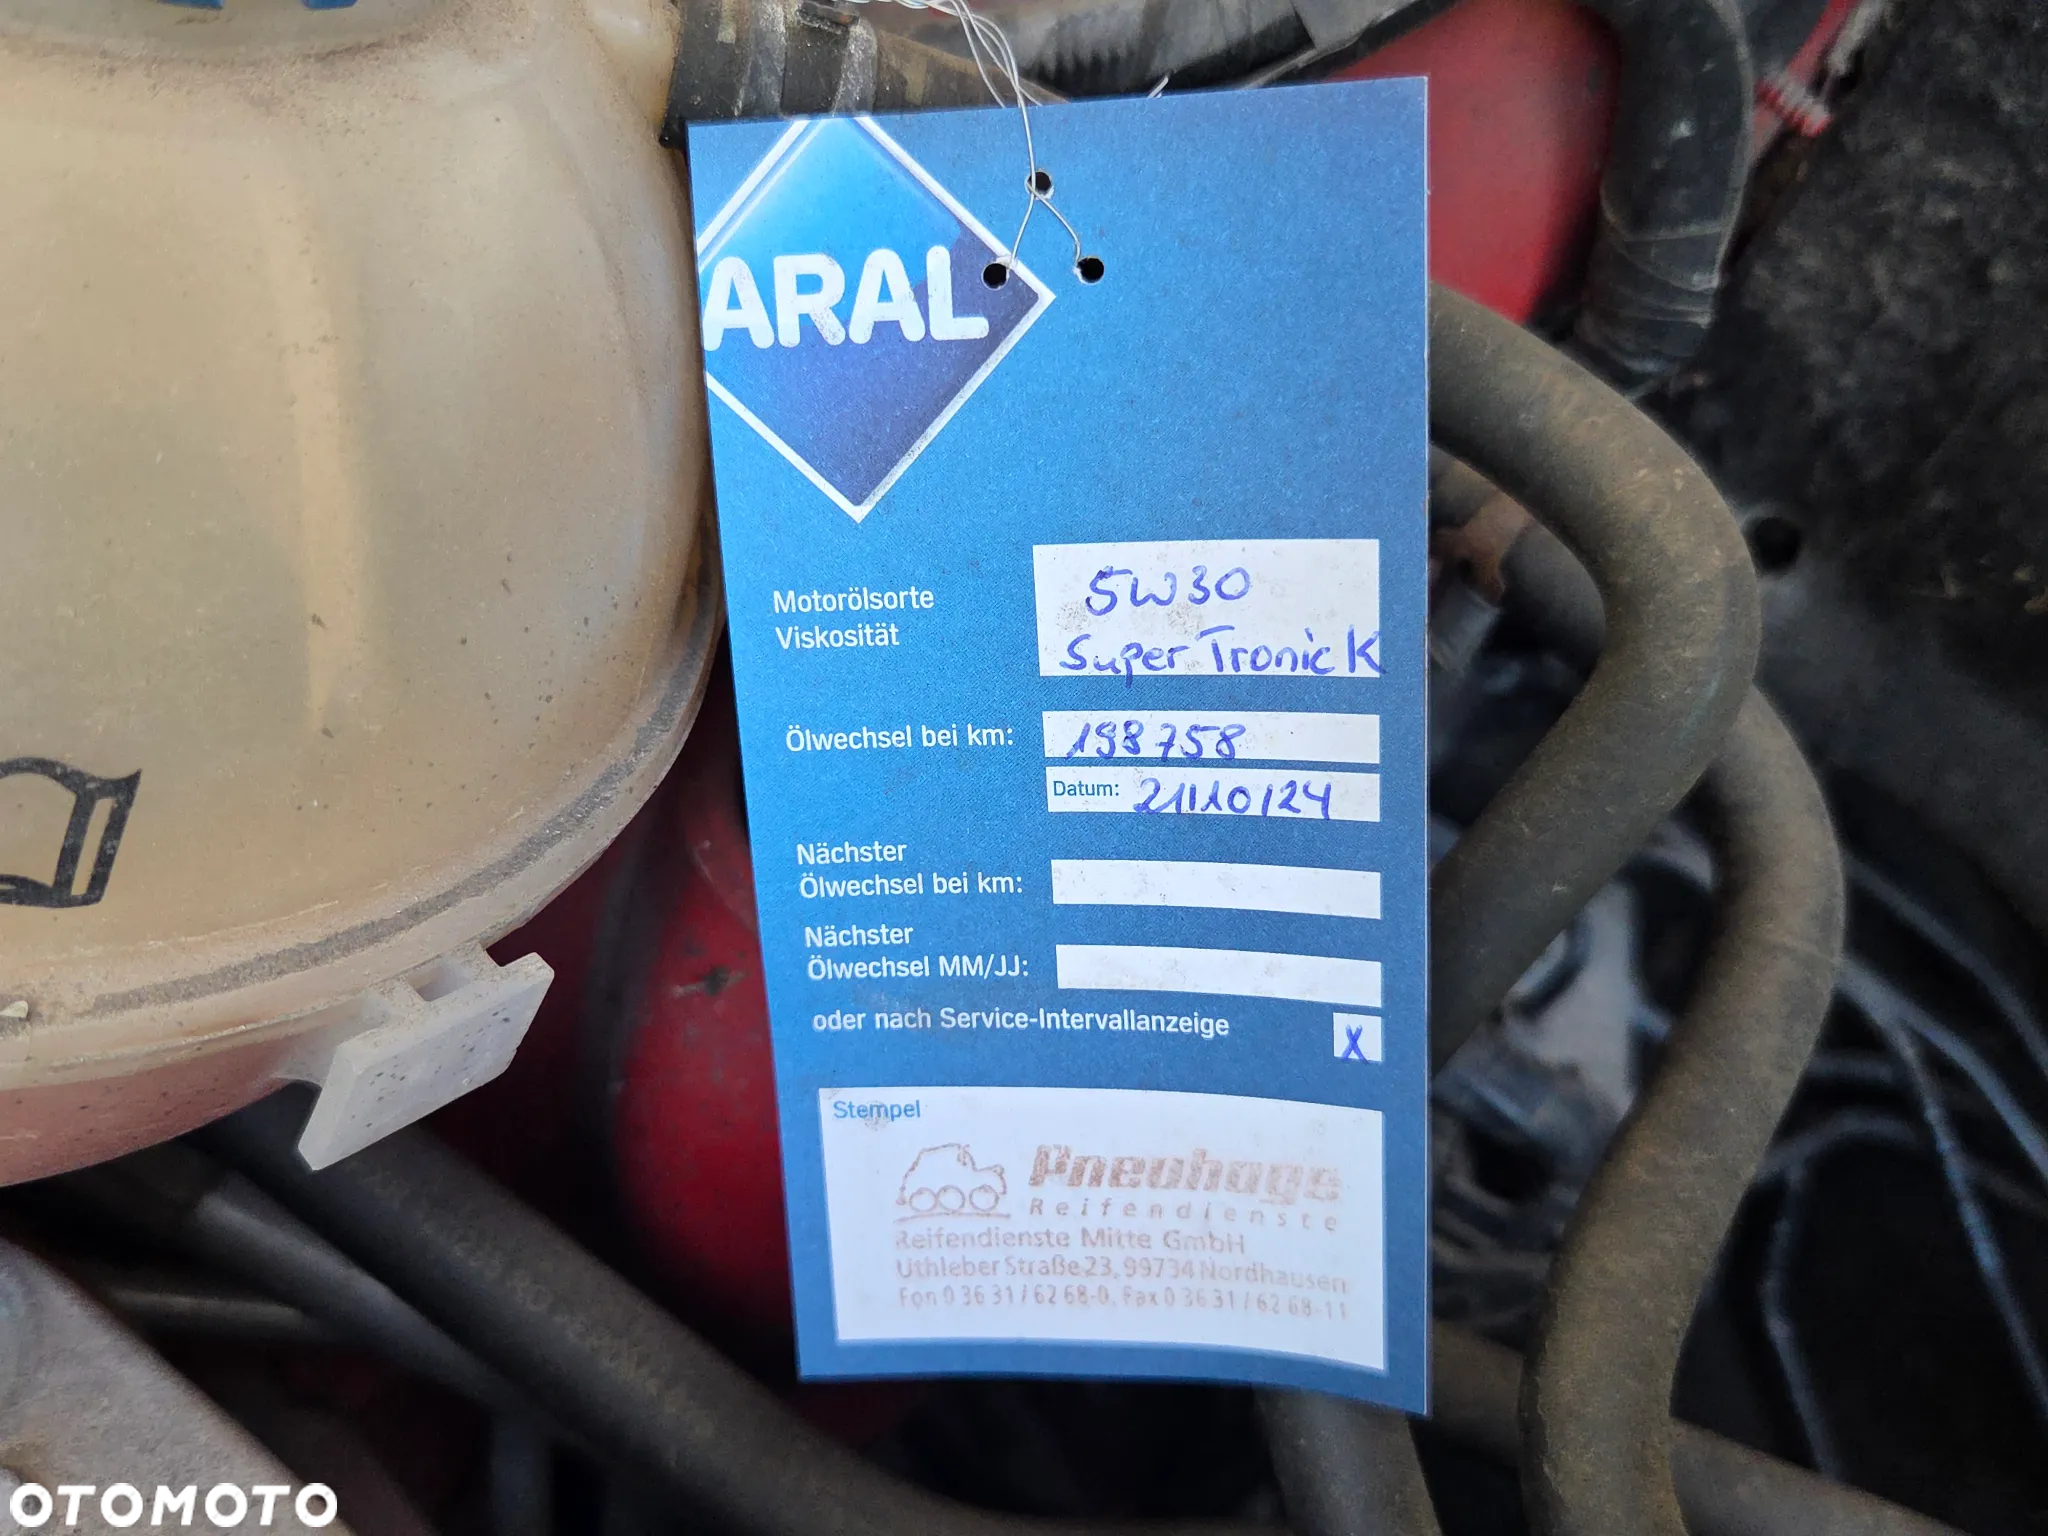 ARAL
Motorölsorte
Viskosität
5W30
SuperTronic K
Ölwechsel bei km:
198758
Datum: 21/10/24
Nächster
Ölwechsel bei km:
Nächster
Ölwechsel MM/JJ:
oder nach Service-Intervallanzeige X
Stempel
Pneuhage
Reifendienste
Reifendienste Mitte GmbH
Uthleber Straße 23, 99734 Nordhausen
Fon 0 36 31 / 62 68-0, Fax 0 36 31 / 62 68-11
OTOMOTO